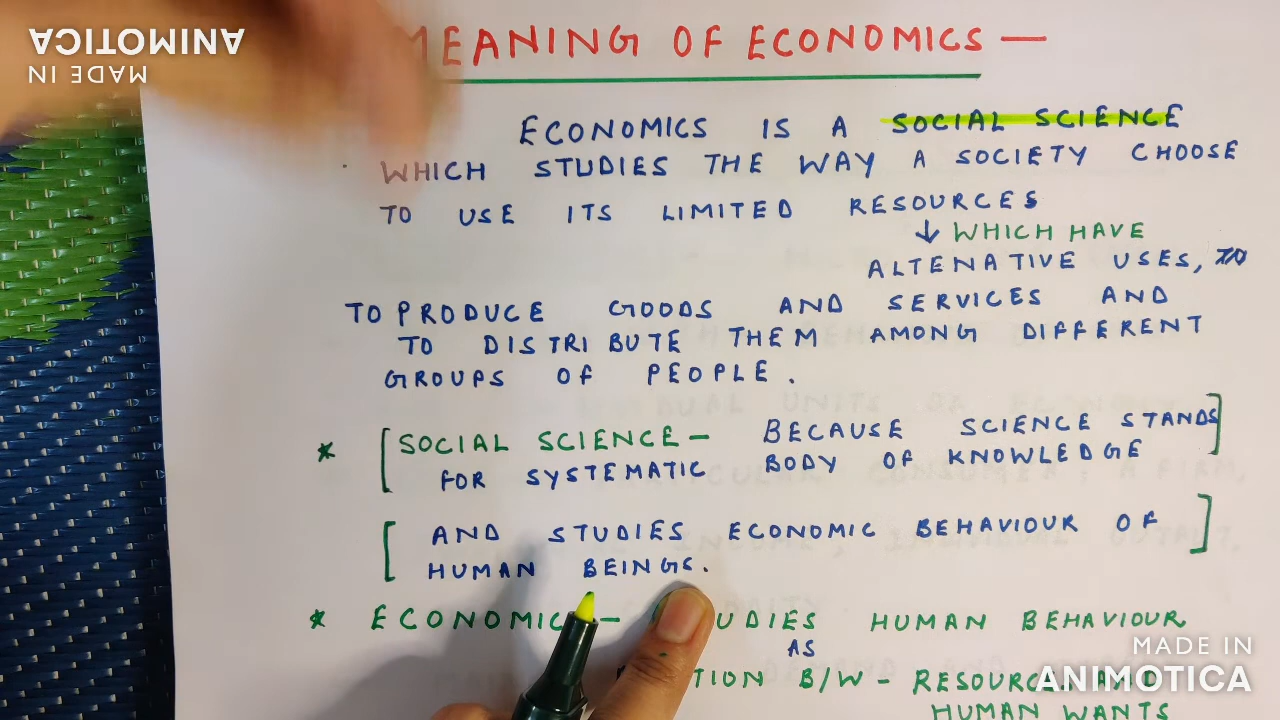 MEANING OF ECONOMICS —
ECONOMICS IS A SOCIAL SCIENCE
WHICH STUDIES THE WAY A SOCIETY CHOOSE
TO USE ITS LIMITED RESOURCES
↓ WHICH HAVE
ALTENATIVE USES,
TO PRODUCE GOODS AND SERVICES AND
TO DISTRIBUTE THEM AMONG DIFFERENT
GROUPS OF PEOPLE.
* [SOCIAL SCIENCE - BECAUSE SCIENCE STANDS]
FOR SYSTEMATIC BODY OF KNOWLEDGE
[AND STUDIES ECONOMIC BEHAVIOUR OF]
HUMAN BEINGS.
* ECONOMIC - HUMAN BEHAVIOUR
AS
B/W - RESOURCES AND
HUMAN WANTS
MADE IN
ANIMOTICA
MADE IN
ANIMOTICA